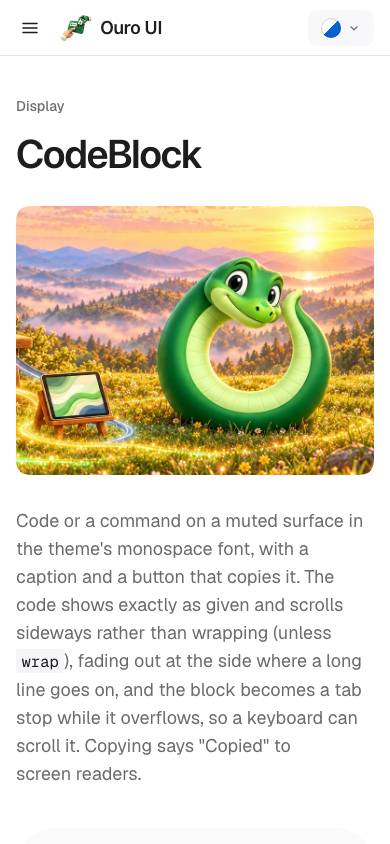 Ouro UI
Display
CodeBlock
Code or a command on a muted surface in
the theme's monospace font, with a
caption and a button that copies it. The
code shows exactly as given and scrolls
sideways rather than wrapping (unless
wrap), fading out at the side where a long
line goes on, and the block becomes a tab
stop while it overflows, so a keyboard can
scroll it. Copying says "Copied" to
screen readers.